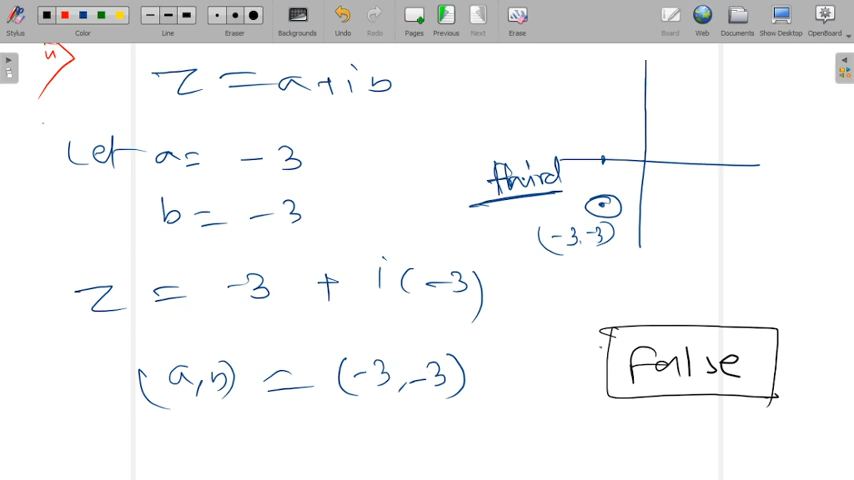 Stylus
Color
Line
Eraser
Backgrounds
Undo
Redo
Pages
Previous
Next
Erase
Board
Web
Documents
Show Desktop
OpenBoard
z = a + i b
Let a = -3
b = -3
third
(-3,-3)
z = -3 + i (-3)
(a,b) = (-3,-3)
False